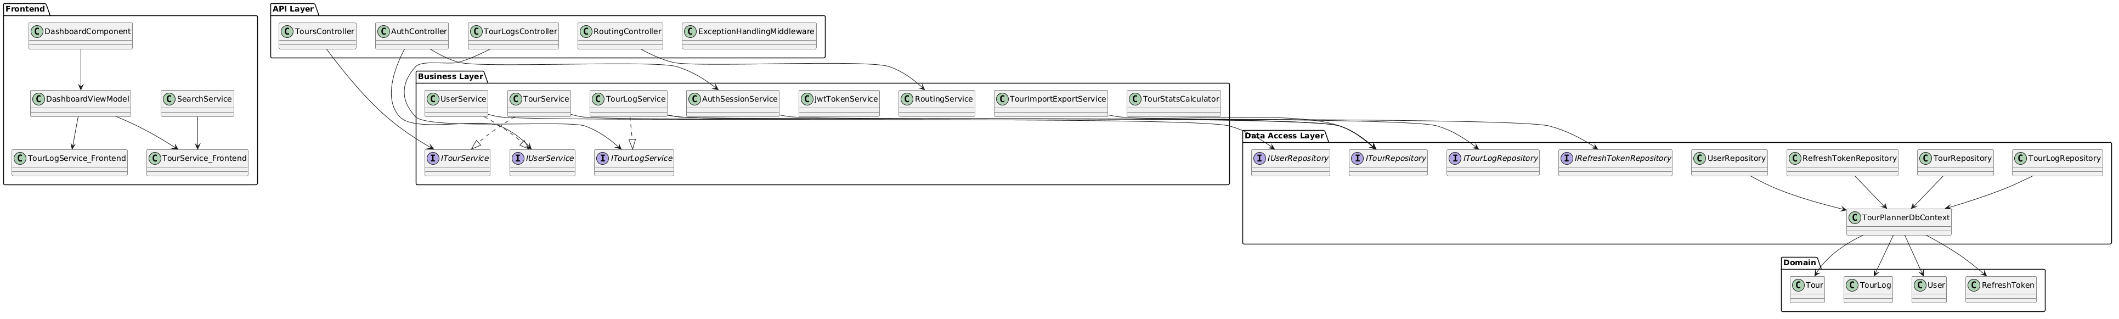 Frontend
C DashboardComponent
C DashboardViewModel
C SearchService
C TourLogService_Frontend
C TourService_Frontend
API Layer
C ToursController
C AuthController
C TourLogsController
C RoutingController
C ExceptionHandlingMiddleware
Business Layer
C UserService
C TourService
C TourLogService
C AuthSessionService
C JwtTokenService
C RoutingService
C TourImportExportService
C TourStatsCalculator
I ITourService
I IUserService
I ITourLogService
Data Access Layer
I IUserRepository
I ITourRepository
I ITourLogRepository
I IRefreshTokenRepository
C UserRepository
C RefreshTokenRepository
C TourRepository
C TourLogRepository
C TourPlannerDbContext
Domain
C Tour
C TourLog
C User
C RefreshToken